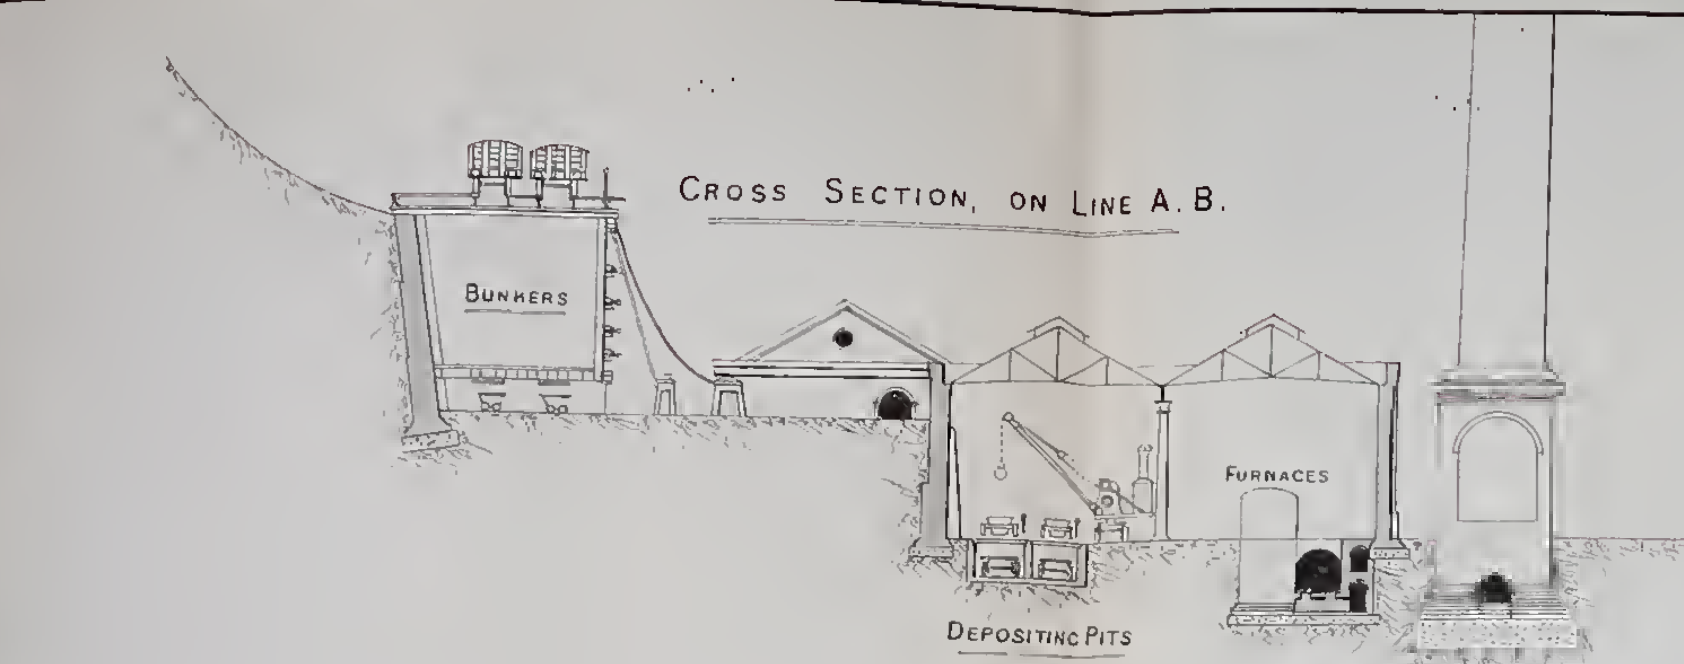 CROSS SECTION, ON LINE A. B.
BUNKERS
FURNACES
DEPOSITING PITS